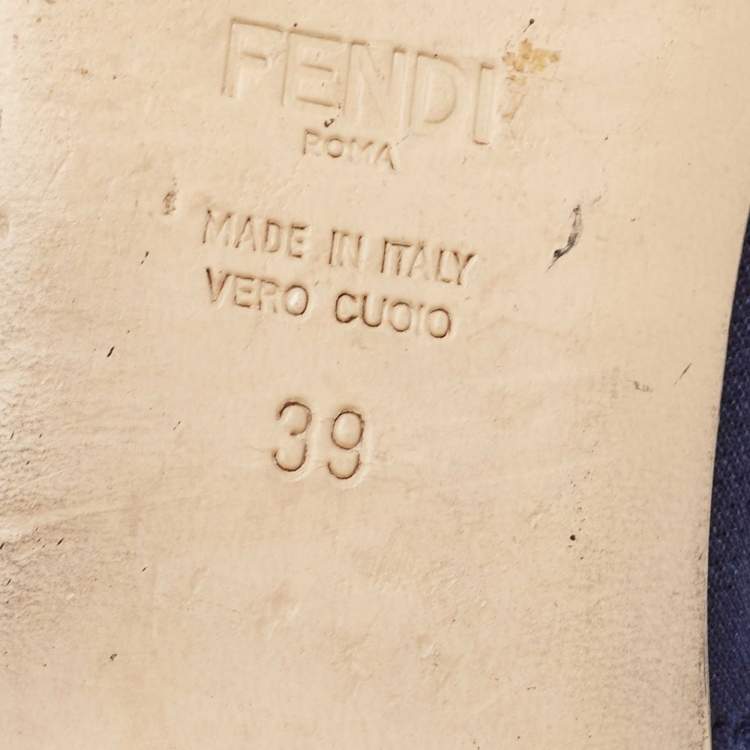 FENDI
ROMA
MADE IN ITALY
VERO CUOIO
39